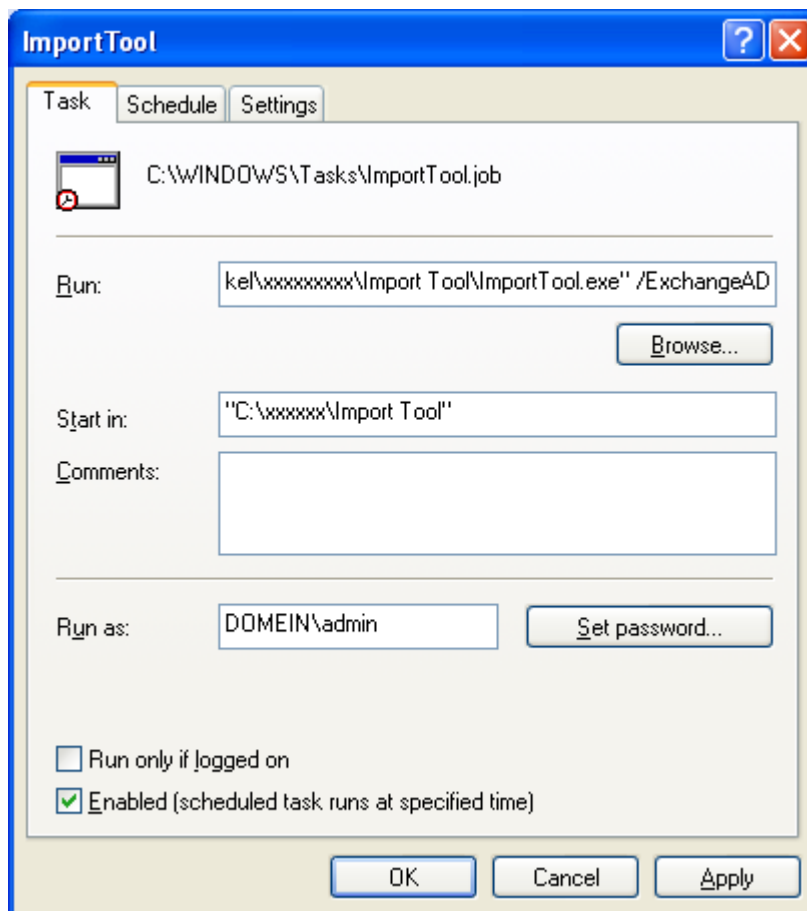 ImportTool
Task Schedule Settings
C:\WINDOWS\Tasks\ImportTool.job
Run: kel\xxxxxxxxx\Import Tool\ImportTool.exe" /ExchangeAD
Browse...
Start in: "C:\xxxxxx\Import Tool"
Comments:
Run as: DOMEIN\admin Set password...
Run only if logged on
Enabled (scheduled task runs at specified time)
OK Cancel Apply